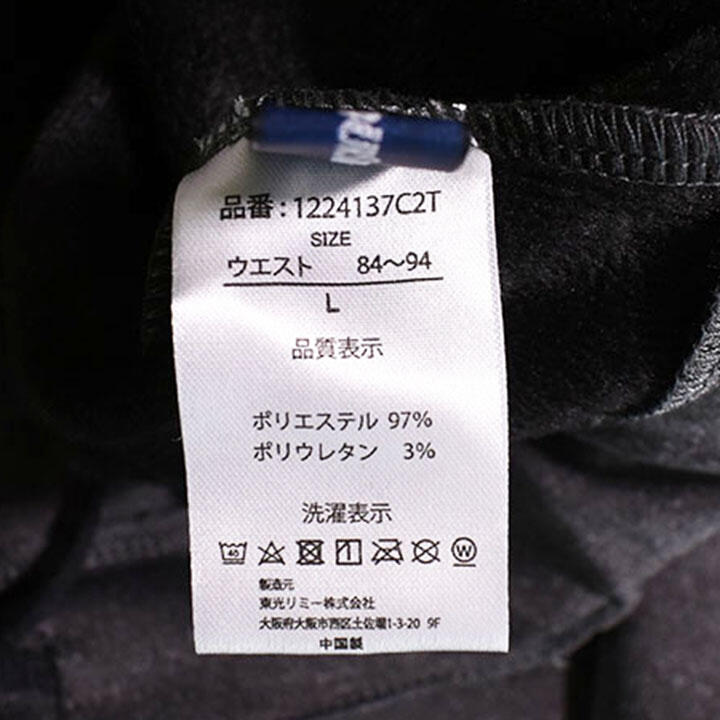 品番:1224137C2T
SIZE
ウエスト 84〜94
L
品質表示
ポリエステル 97%
ポリウレタン 3%
洗濯表示
40 1 W
製造元
東光リミー株式会社
大阪府大阪市西区土佐堀1-3-20 9F
中国製